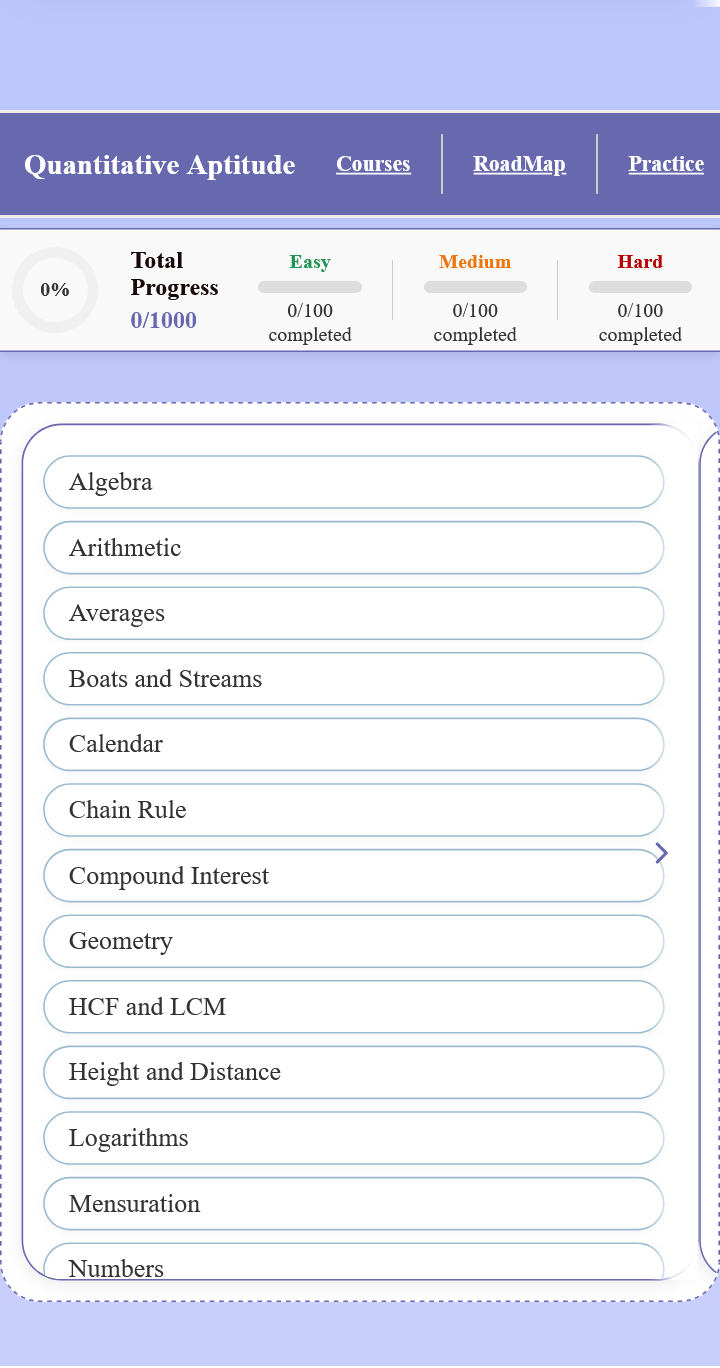 Quantitative Aptitude Courses RoadMap Practice
0%
Total
Progress
0/1000
Easy
0/100
completed
Medium
0/100
completed
Hard
0/100
completed
Algebra
Arithmetic
Averages
Boats and Streams
Calendar
Chain Rule
Compound Interest
Geometry
HCF and LCM
Height and Distance
Logarithms
Mensuration
Numbers